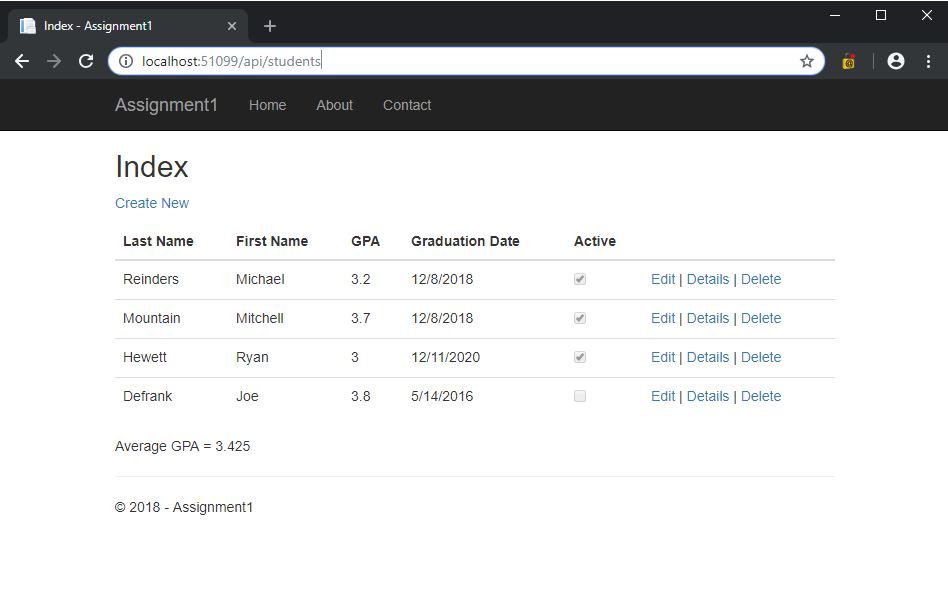 Index - Assignment1
localhost:51099/api/students
Assignment1 Home About Contact
Index
Create New
Last Name First Name GPA Graduation Date Active
Reinders Michael 3.2 12/8/2018 Edit | Details | Delete
Mountain Mitchell 3.7 12/8/2018 Edit | Details | Delete
Hewett Ryan 3 12/11/2020 Edit | Details | Delete
Defrank Joe 3.8 5/14/2016 Edit | Details | Delete
Average GPA = 3.425
© 2018 - Assignment1